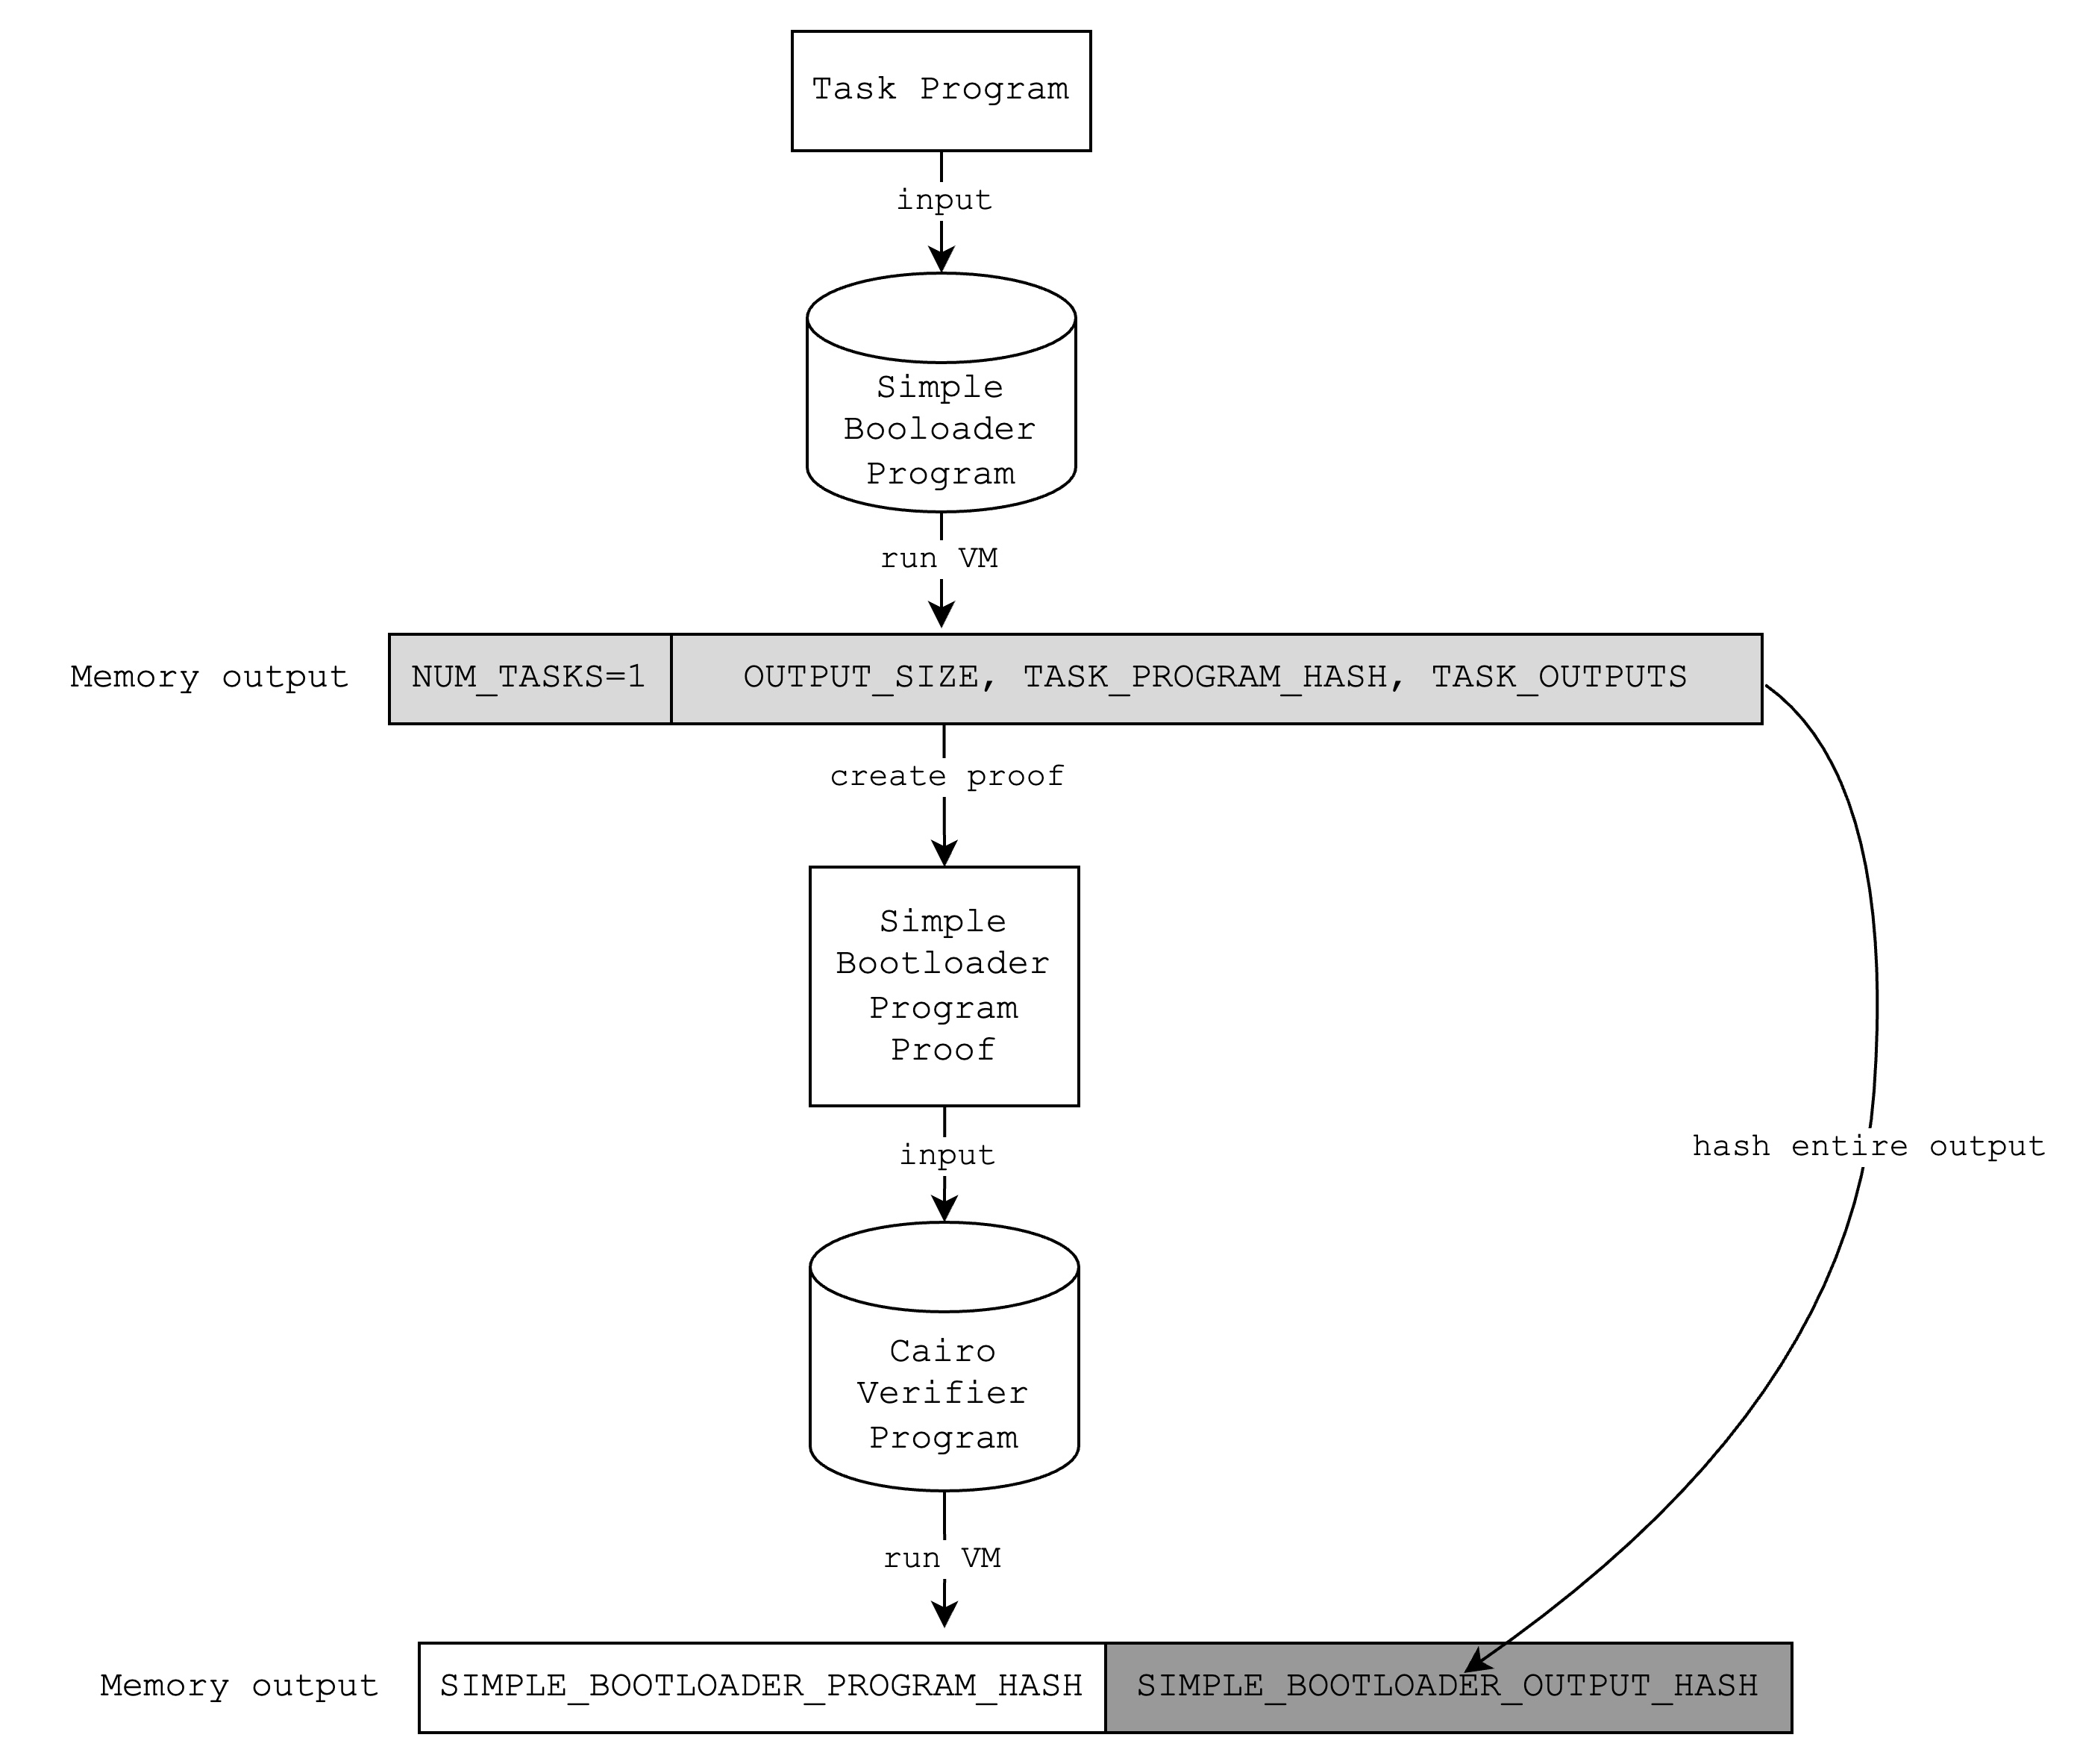 Task Program
input
Simple
Booloader
Program
run VM
Memory output
NUM_TASKS=1
OUTPUT_SIZE, TASK_PROGRAM_HASH, TASK_OUTPUTS
create proof
Simple
Bootloader
Program
Proof
hash entire output
input
Cairo
Verifier
Program
run VM
Memory output
SIMPLE_BOOTLOADER_PROGRAM_HASH
SIMPLE_BOOTLOADER_OUTPUT_HASH